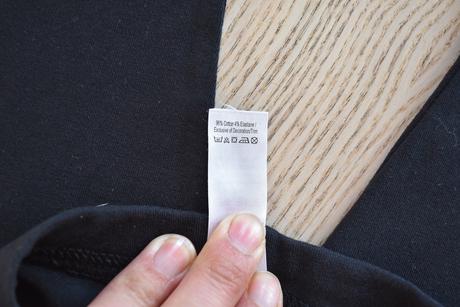 96% Cotton 4% Elastane /
Exclusive of Decoration/Trim